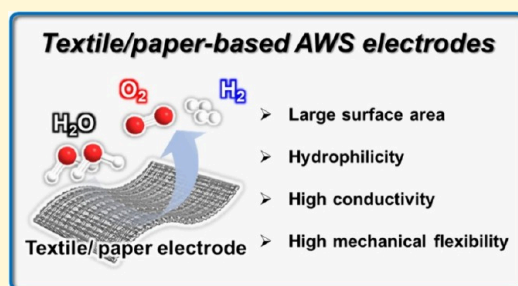 Textile/paper-based AWS electrodes
O2
H2
H2O
➢ Large surface area
➢ Hydrophilicity
➢ High conductivity
➢ High mechanical flexibility
Textile/ paper electrode